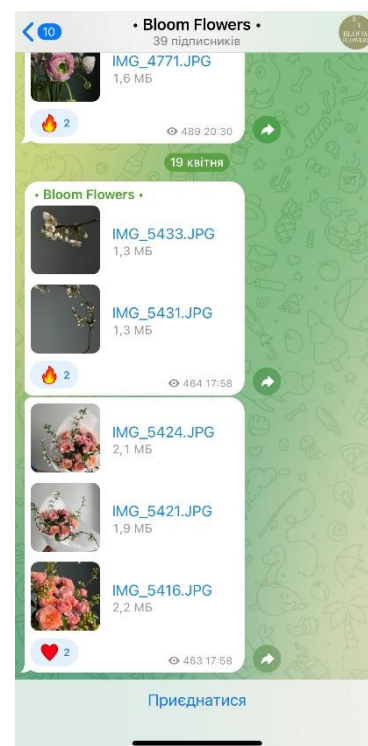 10
• Bloom Flowers •
39 підписників
BLOOM
FLOWERS
IMG_4771.JPG
1,6 МБ
🔥 2
489 20:30
19 квітня
• Bloom Flowers •
IMG_5433.JPG
1,3 МБ
IMG_5431.JPG
1,3 МБ
🔥 2
464 17:58
IMG_5424.JPG
2,1 МБ
IMG_5421.JPG
1,9 МБ
IMG_5416.JPG
2,2 МБ
❤️ 2
463 17:58
Приєднатися